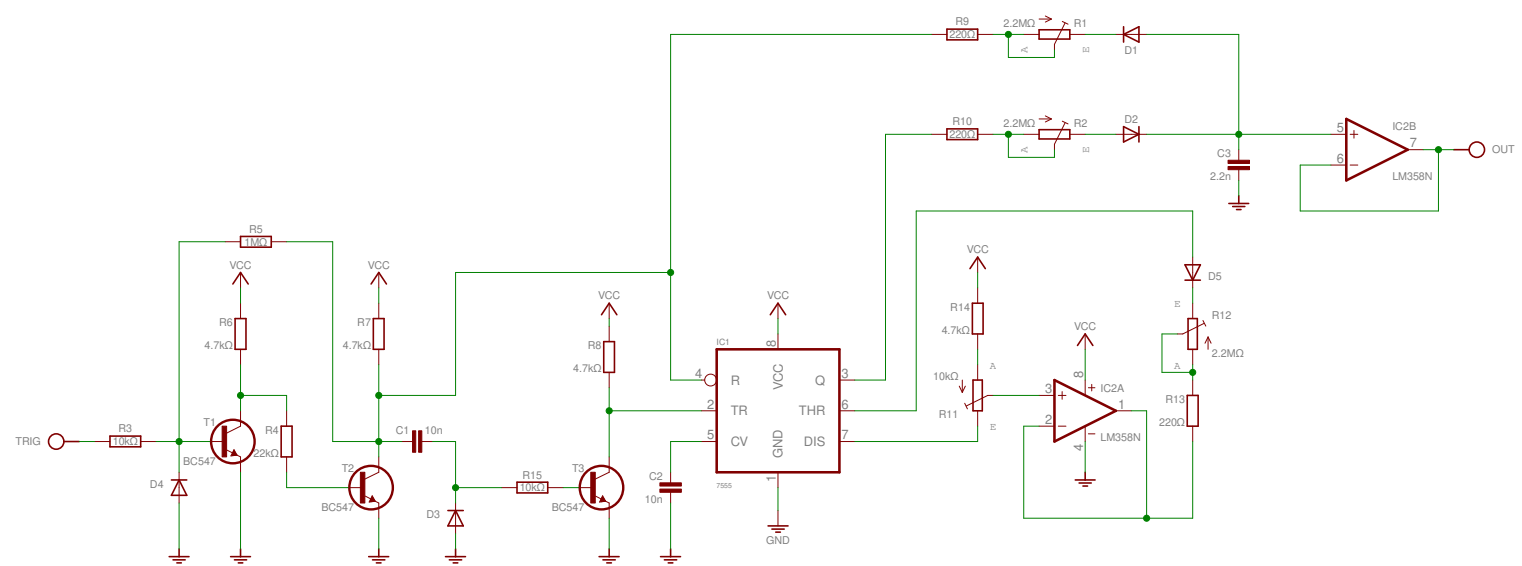 R9
220Ω
2.2MΩ
R1
A
E
D1
R10
220Ω
2.2MΩ
R2
A
E
D2
C3
2.2n
5
+
6
−
7
IC2B
LM358N
OUT
R5
1MΩ
VCC
VCC
R6
4.7kΩ
R7
4.7kΩ
VCC
R8
4.7kΩ
VCC
VCC
R14
4.7kΩ
A
10kΩ
R11
E
VCC
D5
E
R12
2.2MΩ
A
R13
220Ω
TRIG
R3
10kΩ
T1
BC547
R4
22kΩ
D4
T2
BC547
C1
10n
D3
R15
10kΩ
T3
BC547
C2
10n
IC1
8
4
R
VCC
Q
3
2
TR
THR
6
5
CV
GND
DIS
7
1
7555
GND
8
+
IC2A
3
+
1
2
−
−
LM358N
4